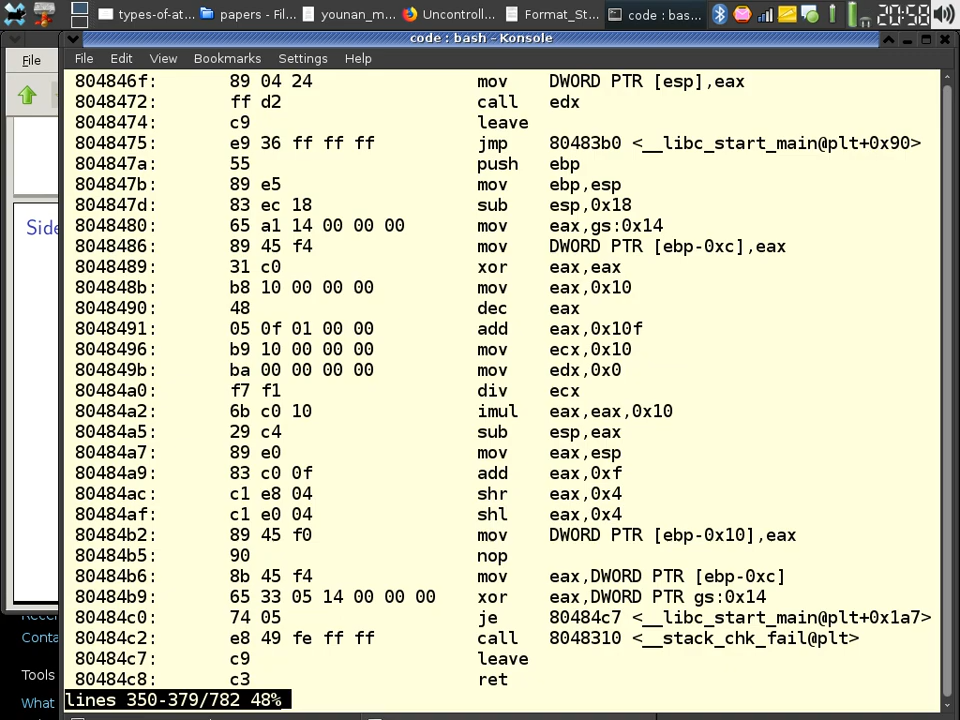 types-of-at...
papers - Fil...
younan_m...
Uncontroll...
Format_St...
code : bas...
20:58
code : bash - Konsole
File
File Edit View Bookmarks Settings Help
804846f: 89 04 24 mov DWORD PTR [esp],eax
8048472: ff d2 call edx
8048474: c9 leave
8048475: e9 36 ff ff ff jmp 80483b0 <__libc_start_main@plt+0x90>
804847a: 55 push ebp
804847b: 89 e5 mov ebp,esp
804847d: 83 ec 18 sub esp,0x18
8048480: 65 a1 14 00 00 00 mov eax,gs:0x14
8048486: 89 45 f4 mov DWORD PTR [ebp-0xc],eax
8048489: 31 c0 xor eax,eax
804848b: b8 10 00 00 00 mov eax,0x10
8048490: 48 dec eax
8048491: 05 0f 01 00 00 add eax,0x10f
8048496: b9 10 00 00 00 mov ecx,0x10
804849b: ba 00 00 00 00 mov edx,0x0
80484a0: f7 f1 div ecx
80484a2: 6b c0 10 imul eax,eax,0x10
80484a5: 29 c4 sub esp,eax
80484a7: 89 e0 mov eax,esp
80484a9: 83 c0 0f add eax,0xf
80484ac: c1 e8 04 shr eax,0x4
80484af: c1 e0 04 shl eax,0x4
80484b2: 89 45 f0 mov DWORD PTR [ebp-0x10],eax
80484b5: 90 nop
80484b6: 8b 45 f4 mov eax,DWORD PTR [ebp-0xc]
80484b9: 65 33 05 14 00 00 00 xor eax,DWORD PTR gs:0x14
80484c0: 74 05 je 80484c7 <__libc_start_main@plt+0x1a7>
80484c2: e8 49 fe ff ff call 8048310 <__stack_chk_fail@plt>
80484c7: c9 leave
80484c8: c3 ret
lines 350-379/782 48%
Side
Conta
Tools
What